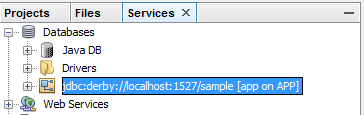 Projects Files Services
Databases
Java DB
Drivers
jdbc:derby://localhost:1527/sample [app on APP]
Web Services